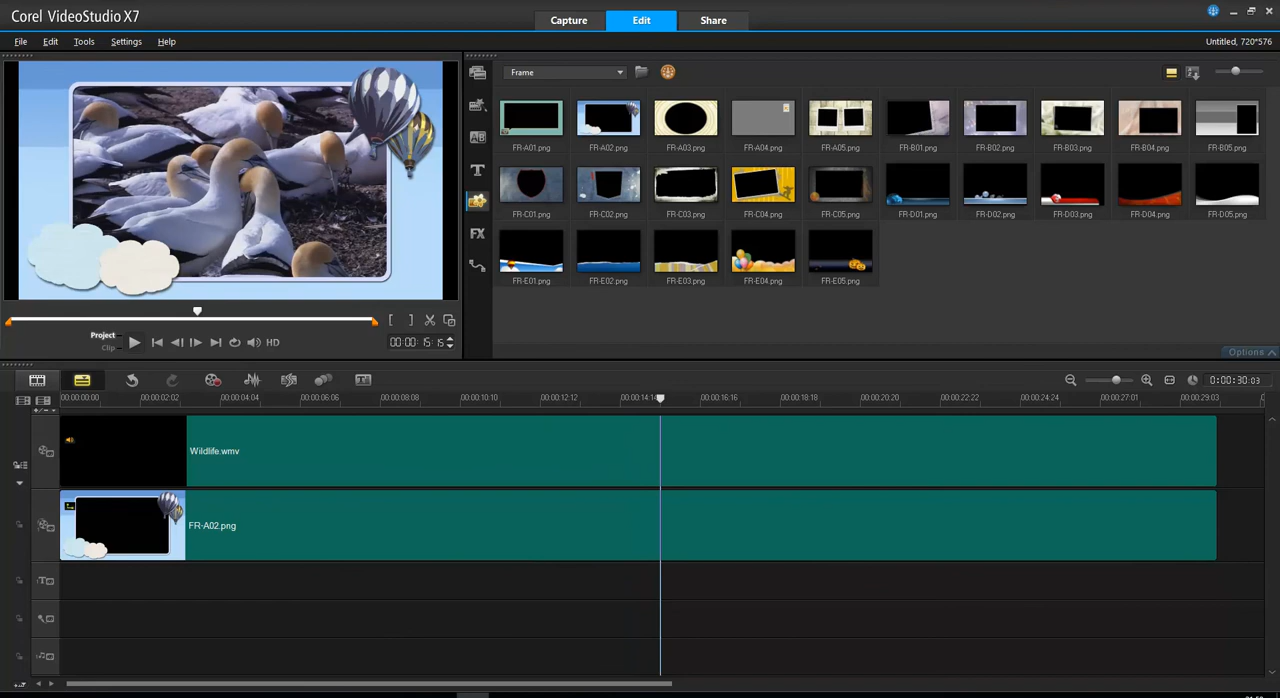 Corel VideoStudio X7
Capture Edit Share
File Edit Tools Settings Help
Untitled, 720*576
Frame
FR-A01.png FR-A02.png FR-A03.png FR-A04.png FR-A05.png FR-B01.png FR-B02.png FR-B03.png FR-B04.png FR-B05.png
FR-C01.png FR-C02.png FR-C03.png FR-C04.png FR-C05.png FR-D01.png FR-D02.png FR-D03.png FR-D04.png FR-D05.png
FR-E01.png FR-E02.png FR-E03.png FR-E04.png FR-E05.png
AB
T
FX
Project
Clip
HD
00:00:15:15
Options
0:00:30:03
00:00:00:00 00:00:02:02 00:00:04:04 00:00:06:06 00:00:08:08 00:00:10:10 00:00:12:12 00:00:14:14 00:00:16:16 00:00:18:18 00:00:20:20 00:00:22:22 00:00:24:24 00:00:27:01 00:00:29:03
Wildlife.wmv
FR-A02.png